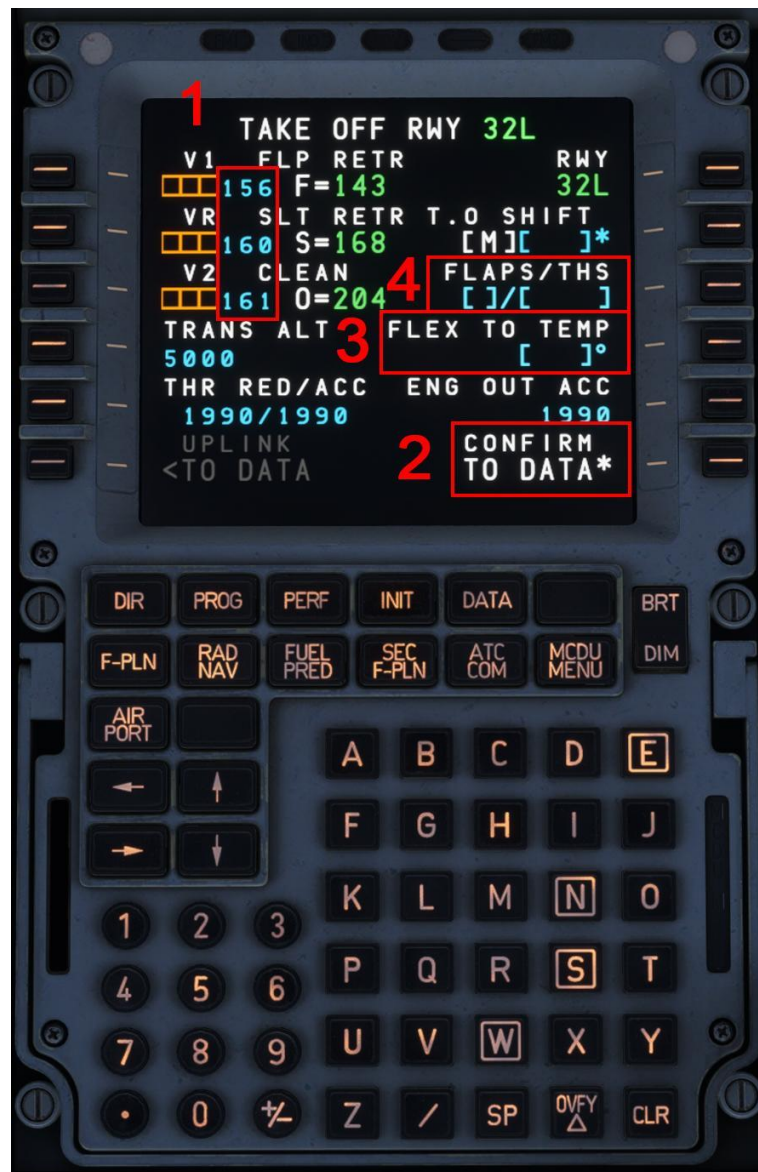 1
TAKE OFF RWY 32L
V1 FLP RETR RWY
156 F=143 32L
VR SLT RETR T.O SHIFT
160 S=168 [M][ ]*
V2 CLEAN 4 FLAPS/THS
161 O=204 [ ]/[ ]
TRANS ALT 3 FLEX TO TEMP
5000 [ ]°
THR RED/ACC ENG OUT ACC
1990/1990 1990
UPLINK 2 CONFIRM
<TO DATA TO DATA*
DIR PROG PERF INIT DATA BRT
F-PLN RAD NAV FUEL PRED SEC F-PLN ATC COM MCDU MENU DIM
AIR PORT
← ↑
→ ↓
A B C D E
F G H I J
1 2 3 K L M N O
4 5 6 P Q R S T
7 8 9 U V W X Y
. 0 +/- Z / SP OVFY △ CLR